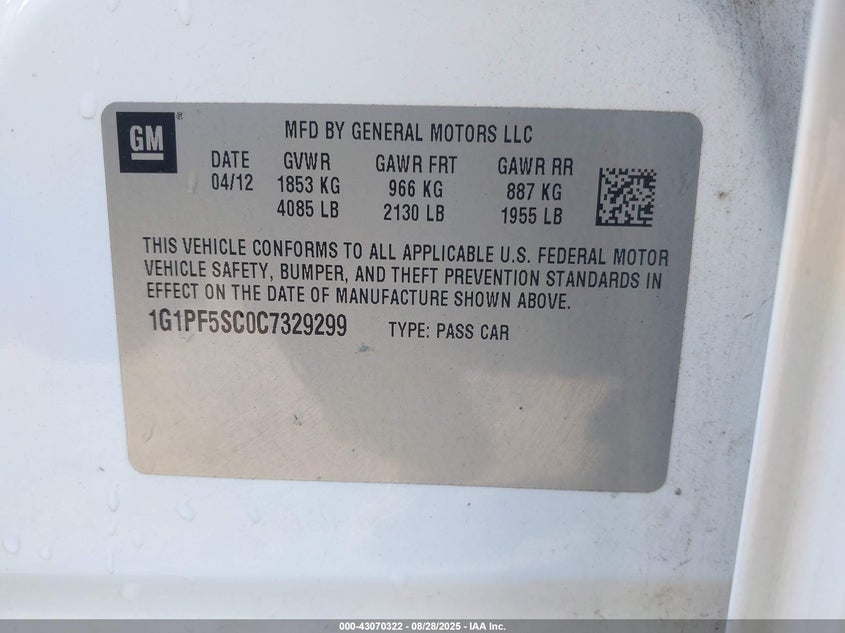 GM
MFD BY GENERAL MOTORS LLC
DATE GVWR GAWR FRT GAWR RR
04/12 1853 KG 966 KG 887 KG
4085 LB 2130 LB 1955 LB
THIS VEHICLE CONFORMS TO ALL APPLICABLE U.S. FEDERAL MOTOR
VEHICLE SAFETY, BUMPER, AND THEFT PREVENTION STANDARDS IN
EFFECT ON THE DATE OF MANUFACTURE SHOWN ABOVE.
1G1PF5SC0C7329299 TYPE: PASS CAR
000-43070322 - 08/28/2025 - IAA Inc.